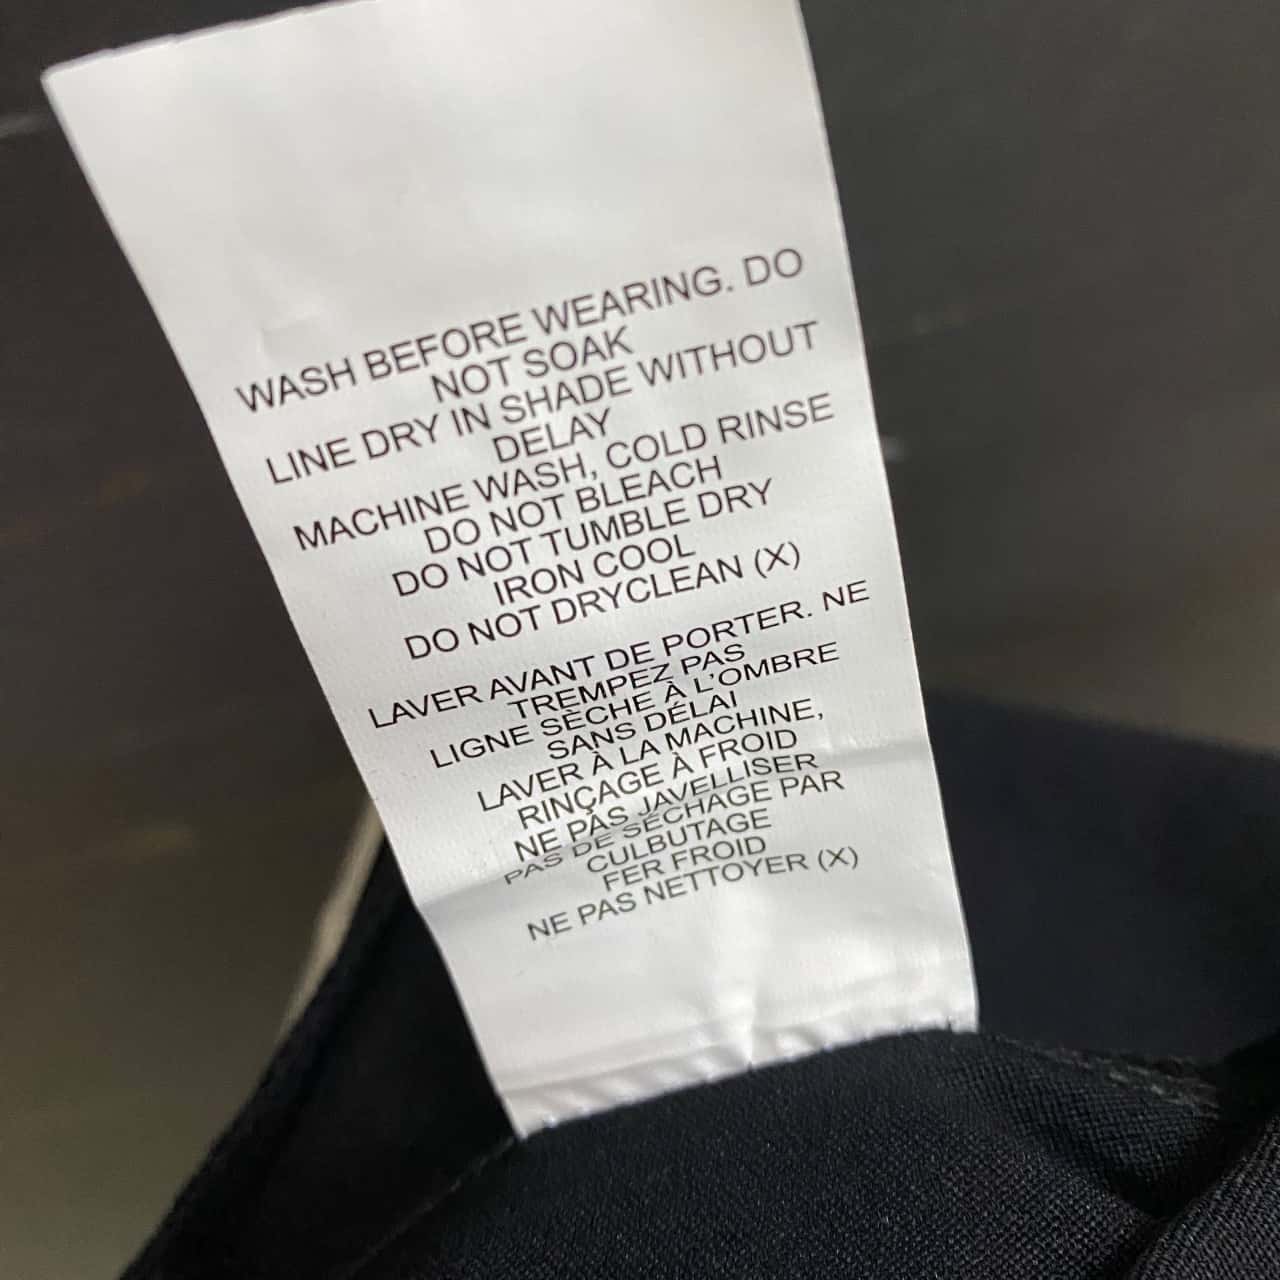 WASH BEFORE WEARING. DO
NOT SOAK
LINE DRY IN SHADE WITHOUT
DELAY
MACHINE WASH, COLD RINSE
DO NOT BLEACH
DO NOT TUMBLE DRY
IRON COOL
DO NOT DRYCLEAN (X)
LAVER AVANT DE PORTER. NE
TREMPEZ PAS
LIGNE SÈCHE À L'OMBRE
SANS DÉLAI
LAVER À LA MACHINE,
RINÇAGE À FROID
NE PAS JAVELLISER
PAS DE SÉCHAGE PAR
CULBUTAGE
FER FROID
NE PAS NETTOYER (X)